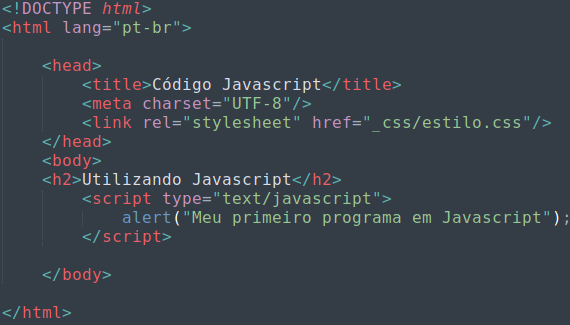 <!DOCTYPE html>
<html lang="pt-br">
<head>
<title>Código Javascript</title>
<meta charset="UTF-8"/>
<link rel="stylesheet" href="_css/estilo.css"/>
</head>
<body>
<h2>Utilizando Javascript</h2>
<script type="text/javascript">
alert("Meu primeiro programa em Javascript");
</script>
</body>
</html>